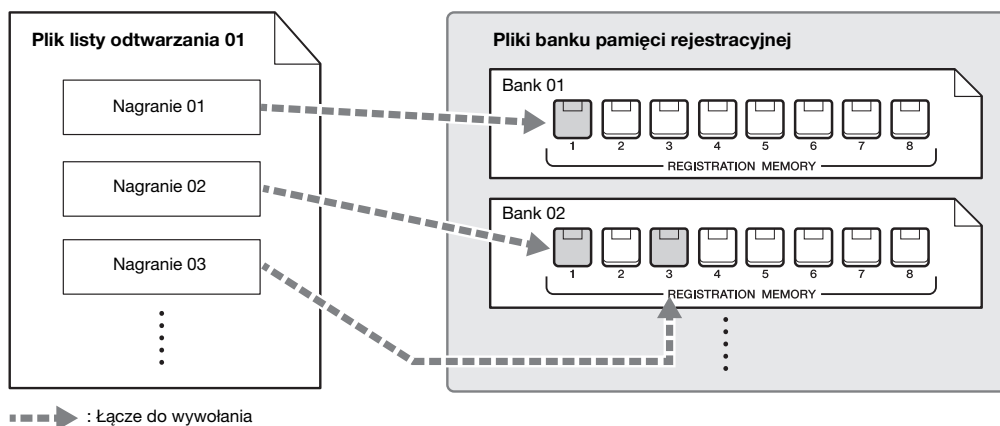 Plik listy odtwarzania 01
Nagranie 01
Nagranie 02
Nagranie 03
Pliki banku pamięci rejestracyjnej
Bank 01
1 2 3 4 5 6 7 8
REGISTRATION MEMORY
Bank 02
1 2 3 4 5 6 7 8
REGISTRATION MEMORY
: Łącze do wywołania